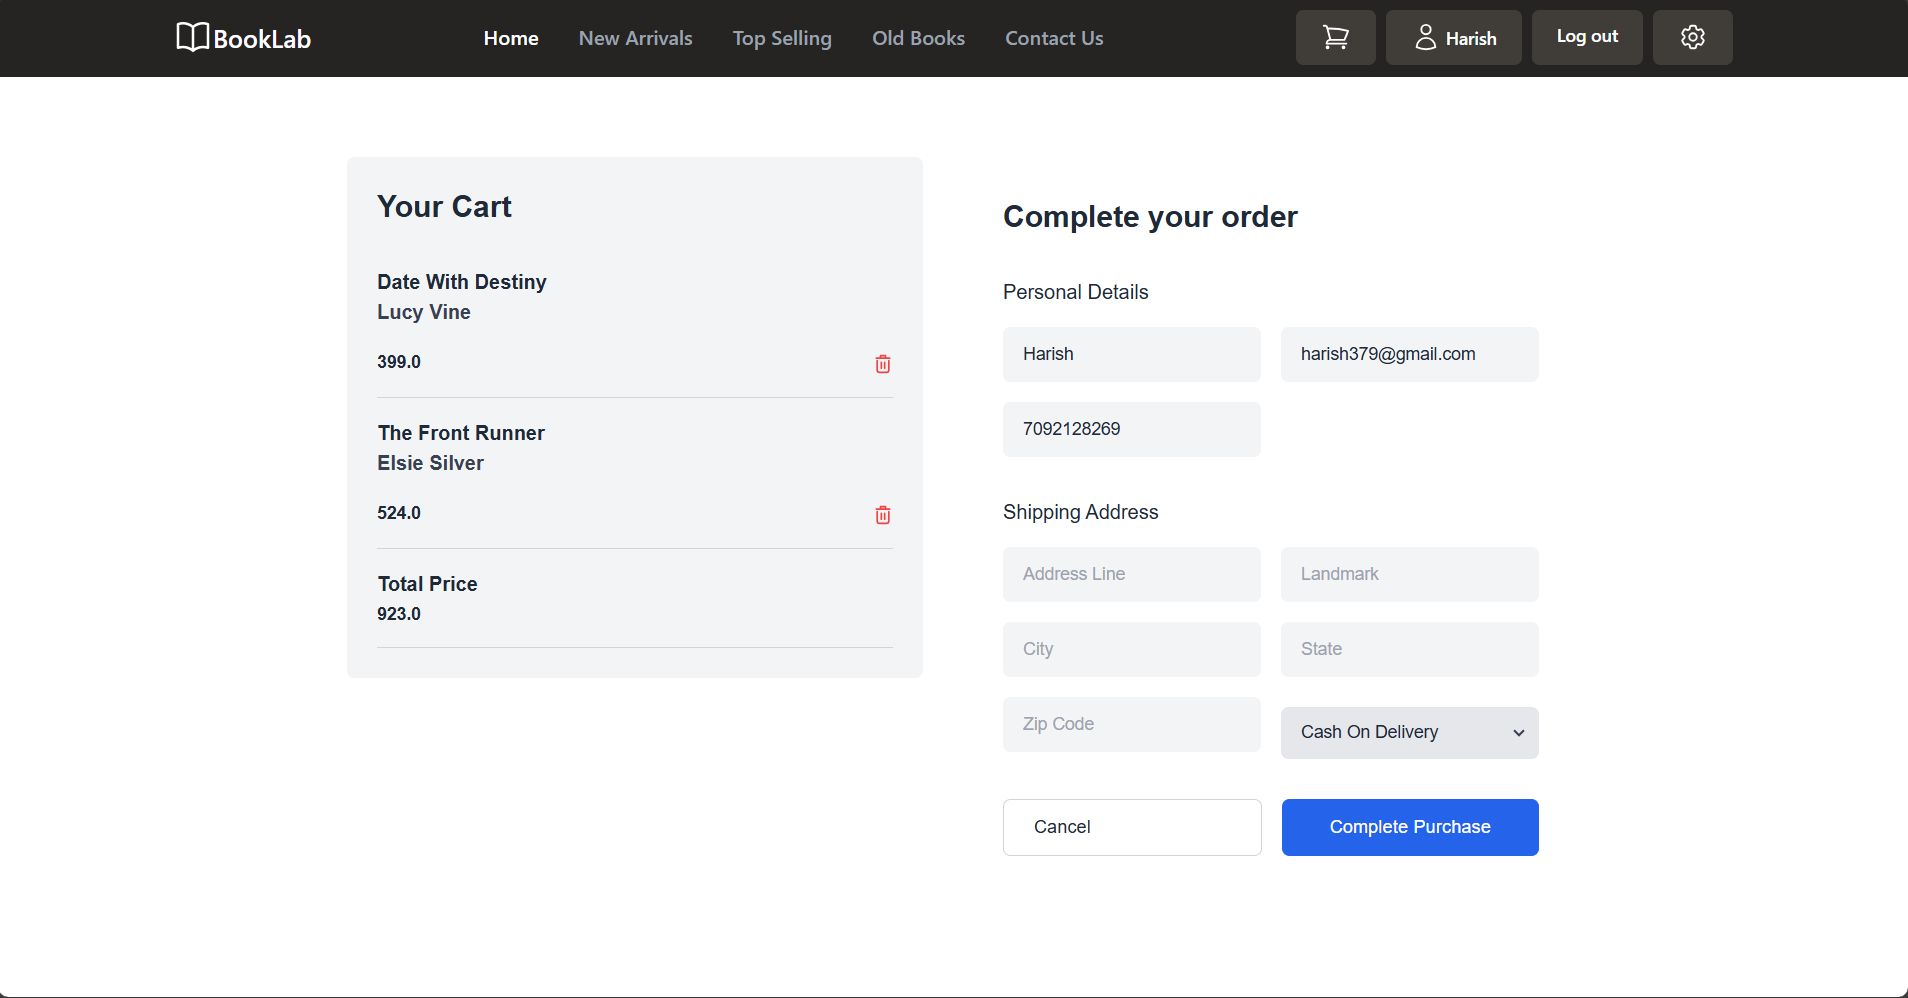 BookLab
Home New Arrivals Top Selling Old Books Contact Us
Harish
Log out
Your Cart
Date With Destiny
Lucy Vine
399.0
The Front Runner
Elsie Silver
524.0
Total Price
923.0
Complete your order
Personal Details
Harish
harish379@gmail.com
7092128269
Shipping Address
Address Line
Landmark
City
State
Zip Code
Cash On Delivery
Cancel
Complete Purchase